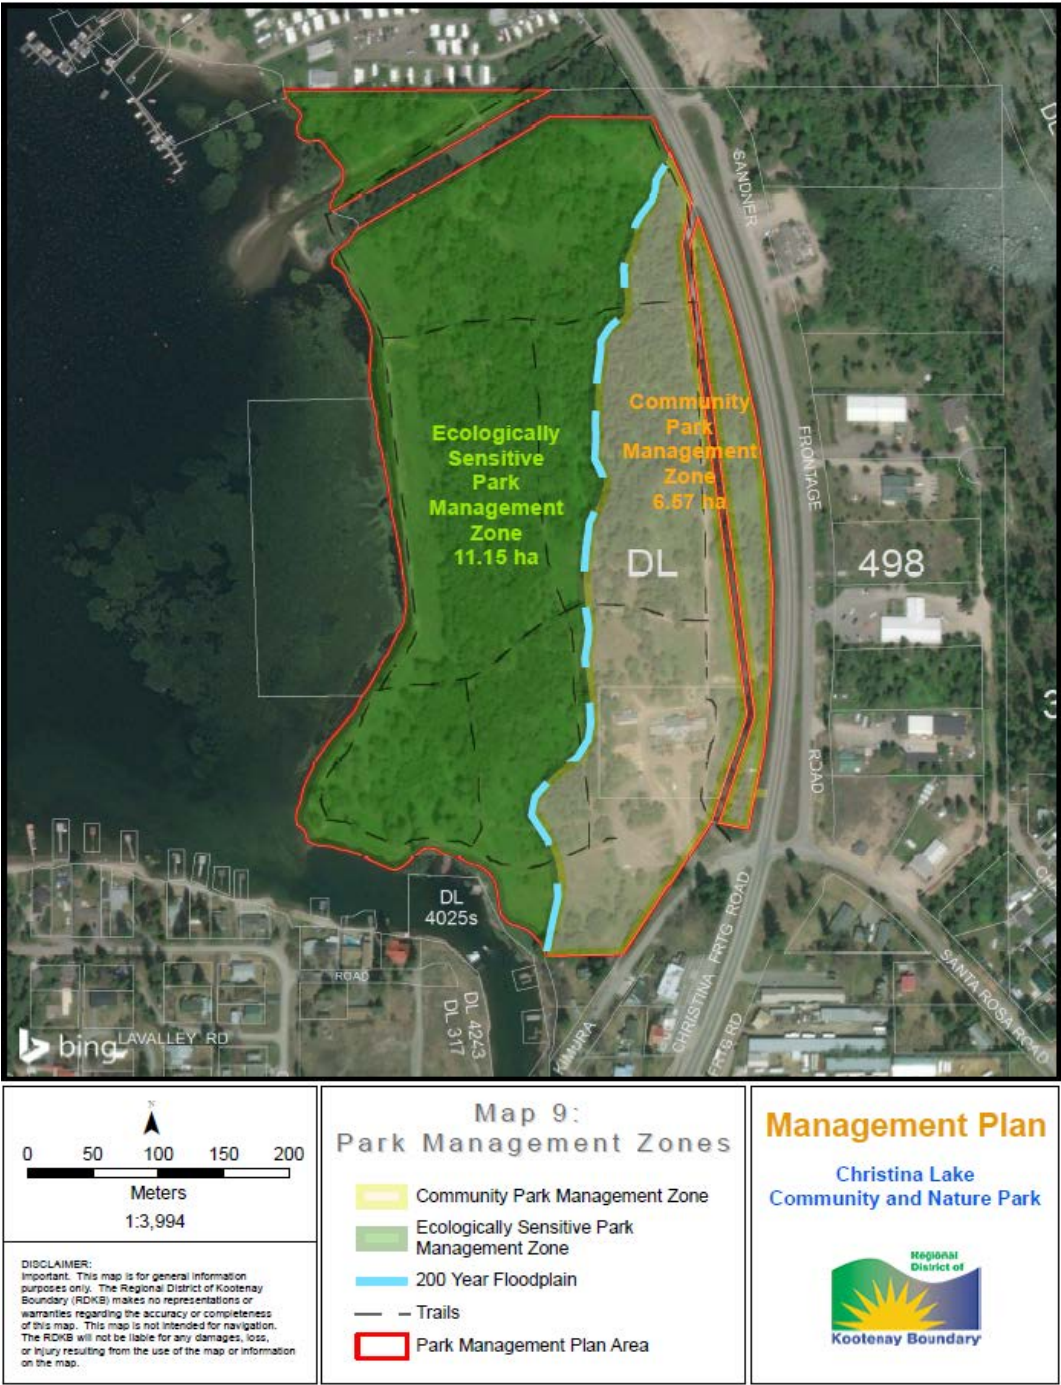 SANDNER
FRONTAGE
ROAD
Ecologically
Sensitive
Park
Management
Zone
11.15 ha
Community
Park
Management
Zone
6.57 ha
DL
498
DL
3
DL
4025s
ROAD
DL 4243
DL 317
LAVALLEY RD
bing
KIMURA
CHRISTINA FRTG ROAD
FRTG RD
SANTA ROSA ROAD
N
0 50 100 150 200
Meters
1:3,994
DISCLAIMER:
Important. This map is for general information
purposes only. The Regional District of Kootenay
Boundary (RDKB) makes no representations or
warranties regarding the accuracy or completeness
of this map. This map is not intended for navigation.
The RDKB will not be liable for any damages, loss,
or injury resulting from the use of the map or information
on the map.
Map 9:
Park Management Zones
Community Park Management Zone
Ecologically Sensitive Park
Management Zone
200 Year Floodplain
Trails
Park Management Plan Area
Management Plan
Christina Lake
Community and Nature Park
Regional
District of
Kootenay Boundary